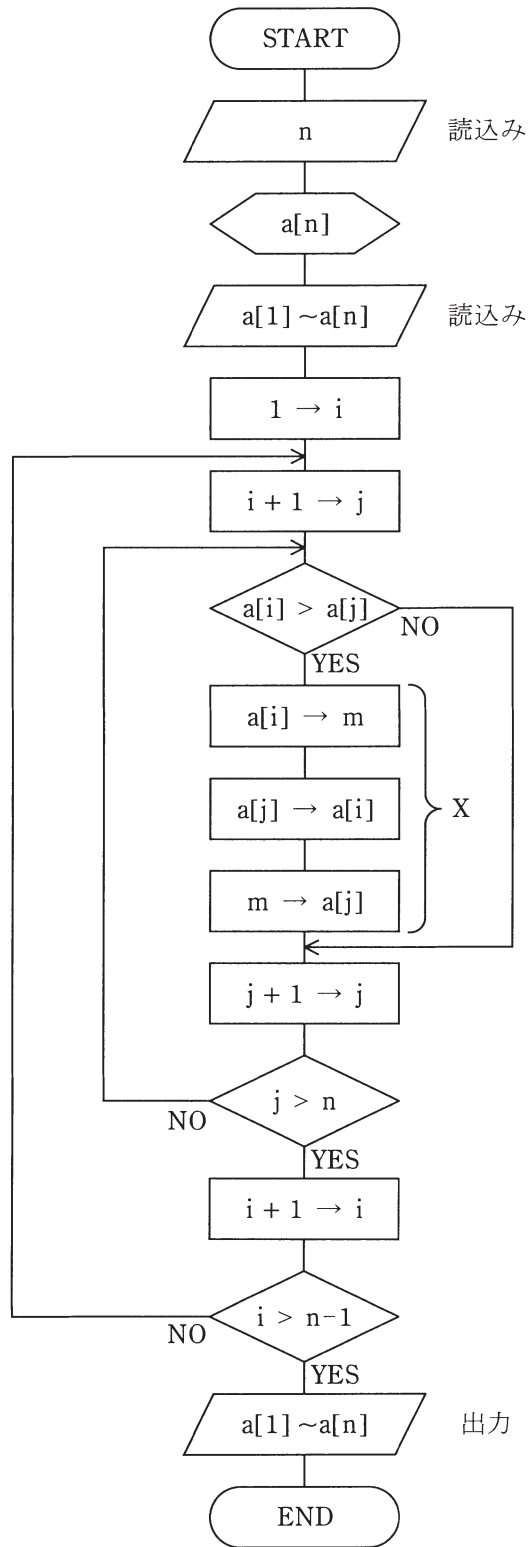 START
n 読込み
a[n]
a[1]~a[n] 読込み
1 → i
i+1 → j
a[i] > a[j]
NO
YES
a[i] → m
a[j] → a[i]
X
m → a[j]
j+1 → j
j > n
NO
YES
i+1 → i
i > n-1
NO
YES
a[1]~a[n] 出力
END